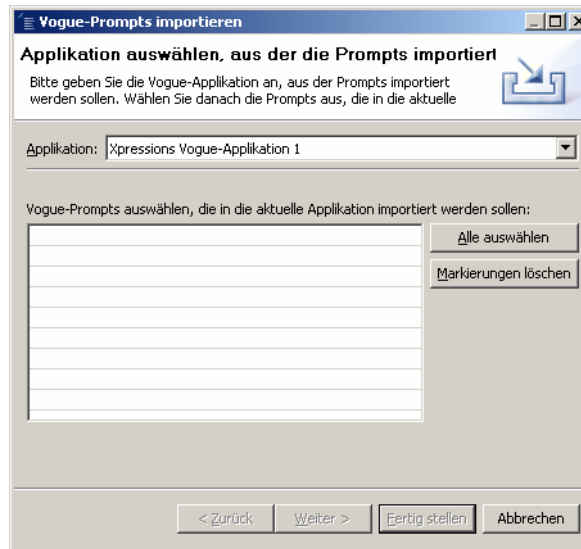 Vogue-Prompts importieren
Applikation auswählen, aus der die Prompts importiert
Bitte geben Sie die Vogue-Applikation an, aus der Prompts importiert
werden sollen. Wählen Sie danach die Prompts aus, die in die aktuelle
Applikation: Xpressions Vogue-Applikation 1
Vogue-Prompts auswählen, die in die aktuelle Applikation importiert werden sollen:
Alle auswählen
Markierungen löschen
< Zurück Weiter > Fertig stellen Abbrechen